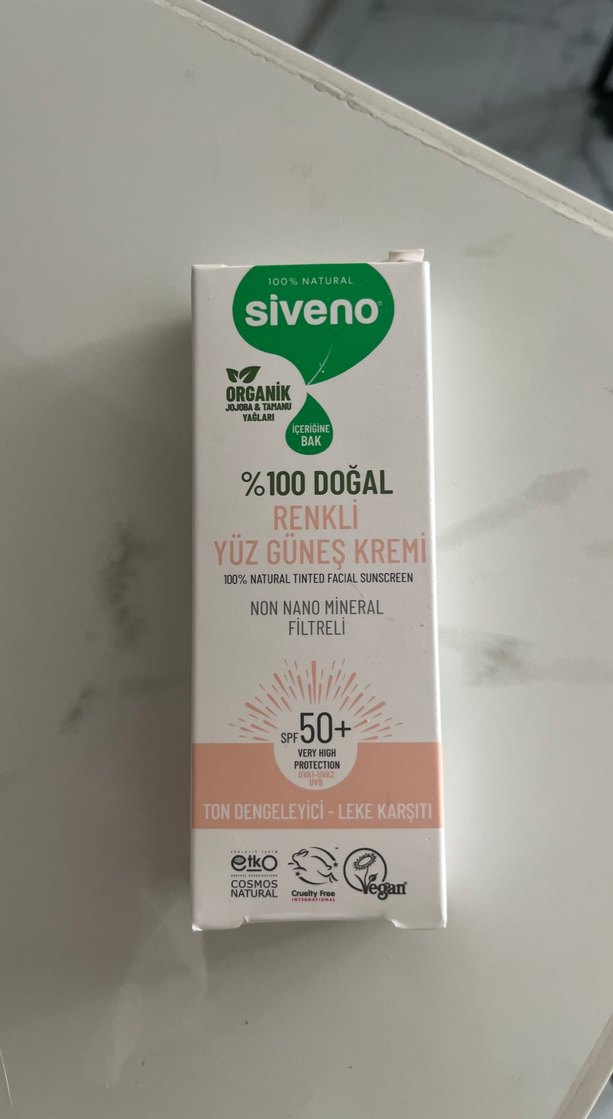 100% NATURAL
siveno®
ORGANİK
JOJOBA & TAMANU
YAĞLARI
İÇERİĞİNE
BAK
%100 DOĞAL
RENKLİ
YÜZ GÜNEŞ KREMİ
100% NATURAL TINTED FACIAL SUNSCREEN
NON NANO MİNERAL
FİLTRELİ
SPF 50+
VERY HIGH
PROTECTION
UVA1-UVA2
UVB
TON DENGELEYİCİ - LEKE KARŞITI
etko
COSMOS
NATURAL
Cruelty Free
INTERNATIONAL
Vegan